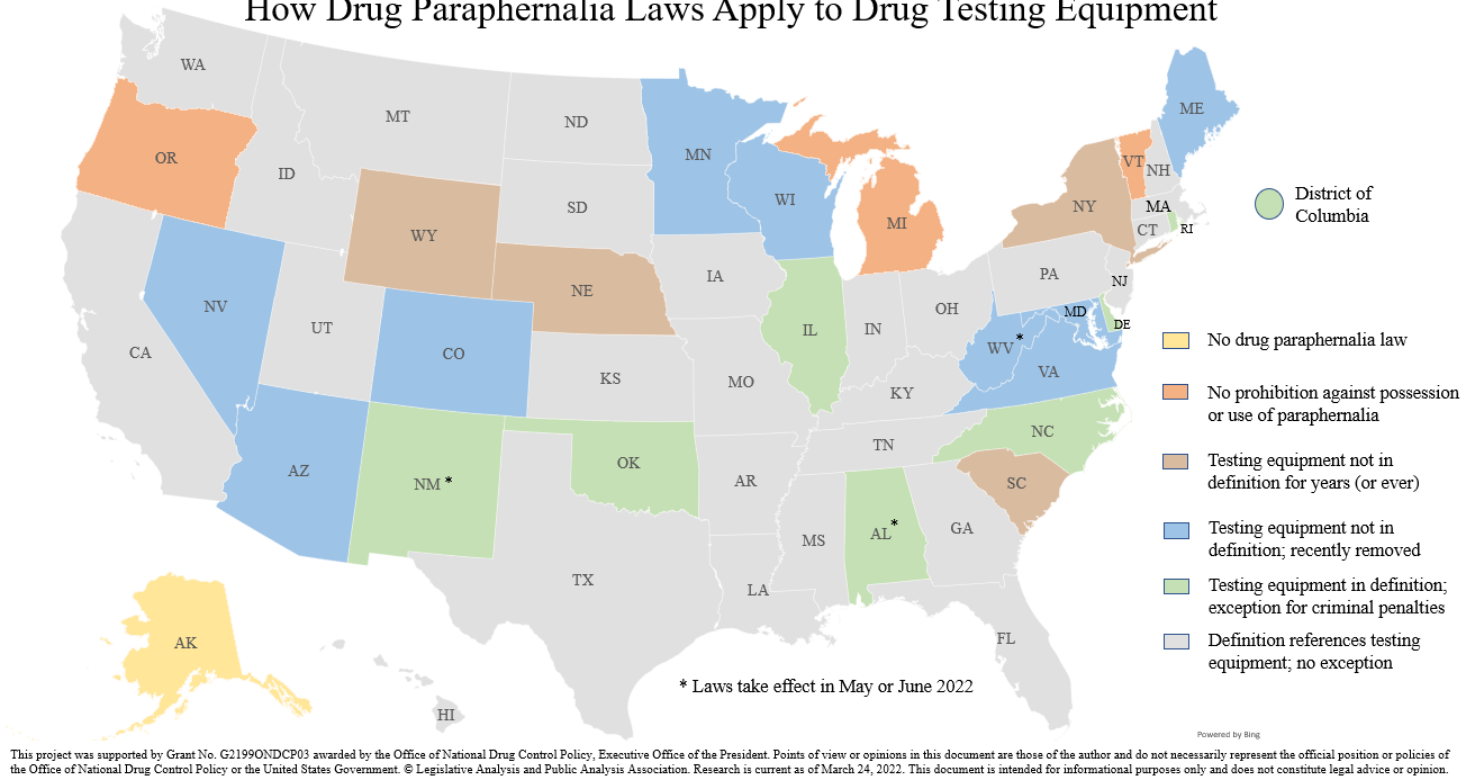 How Drug Paraphernalia Laws Apply to Drug Testing Equipment
WA
MT
ND
MN
ME
OR
ID
SD
WI
VT
NH
MI
NY
MA
CT
RI
District of
Columbia
WY
NE
IA
PA
NJ
NV
UT
CO
IL
IN
OH
MD
DE
WV *
VA
CA
KS
MO
KY
No drug paraphernalia law
No prohibition against possession
or use of paraphernalia
AZ
NM *
OK
AR
TN
NC
SC
Testing equipment not in
definition for years (or ever)
MS
AL *
GA
Testing equipment not in
definition; recently removed
TX
LA
Testing equipment in definition;
exception for criminal penalties
AK
FL
Definition references testing
equipment; no exception
HI
* Laws take effect in May or June 2022
Powered by Bing
This project was supported by Grant No. G2199ONDCP03 awarded by the Office of National Drug Control Policy, Executive Office of the President. Points of view or opinions in this document are those of the author and do not necessarily represent the official position or policies of
the Office of National Drug Control Policy or the United States Government. © Legislative Analysis and Public Analysis Association. Research is current as of March 24, 2022. This document is intended for informational purposes only and does not constitute legal advice or opinion.